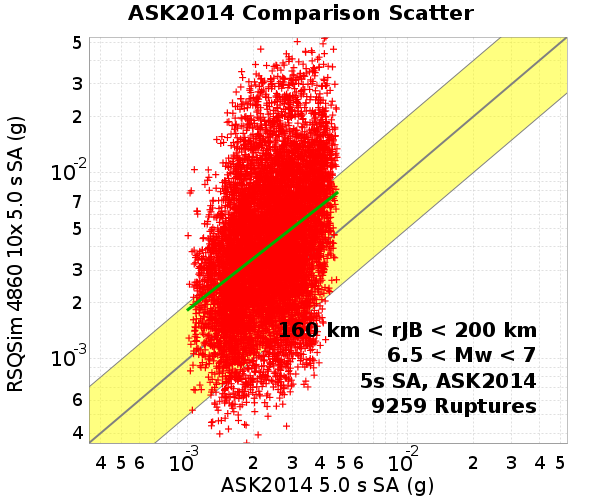 ASK2014 Comparison Scatter
RSQSim 4860 10x 5.0 s SA (g)
5
3
2
10-2
7
5
3
2
10-3
6
4
160 km < rJB < 200 km
6.5 < Mw < 7
5s SA, ASK2014
9259 Ruptures
4 5 6 10-3 2 3 4 5 6 10-2 2 3 4 5
ASK2014 5.0 s SA (g)